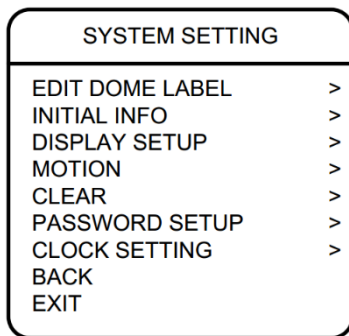 SYSTEM SETTING
EDIT DOME LABEL >
INITIAL INFO >
DISPLAY SETUP >
MOTION >
CLEAR >
PASSWORD SETUP >
CLOCK SETTING >
BACK
EXIT